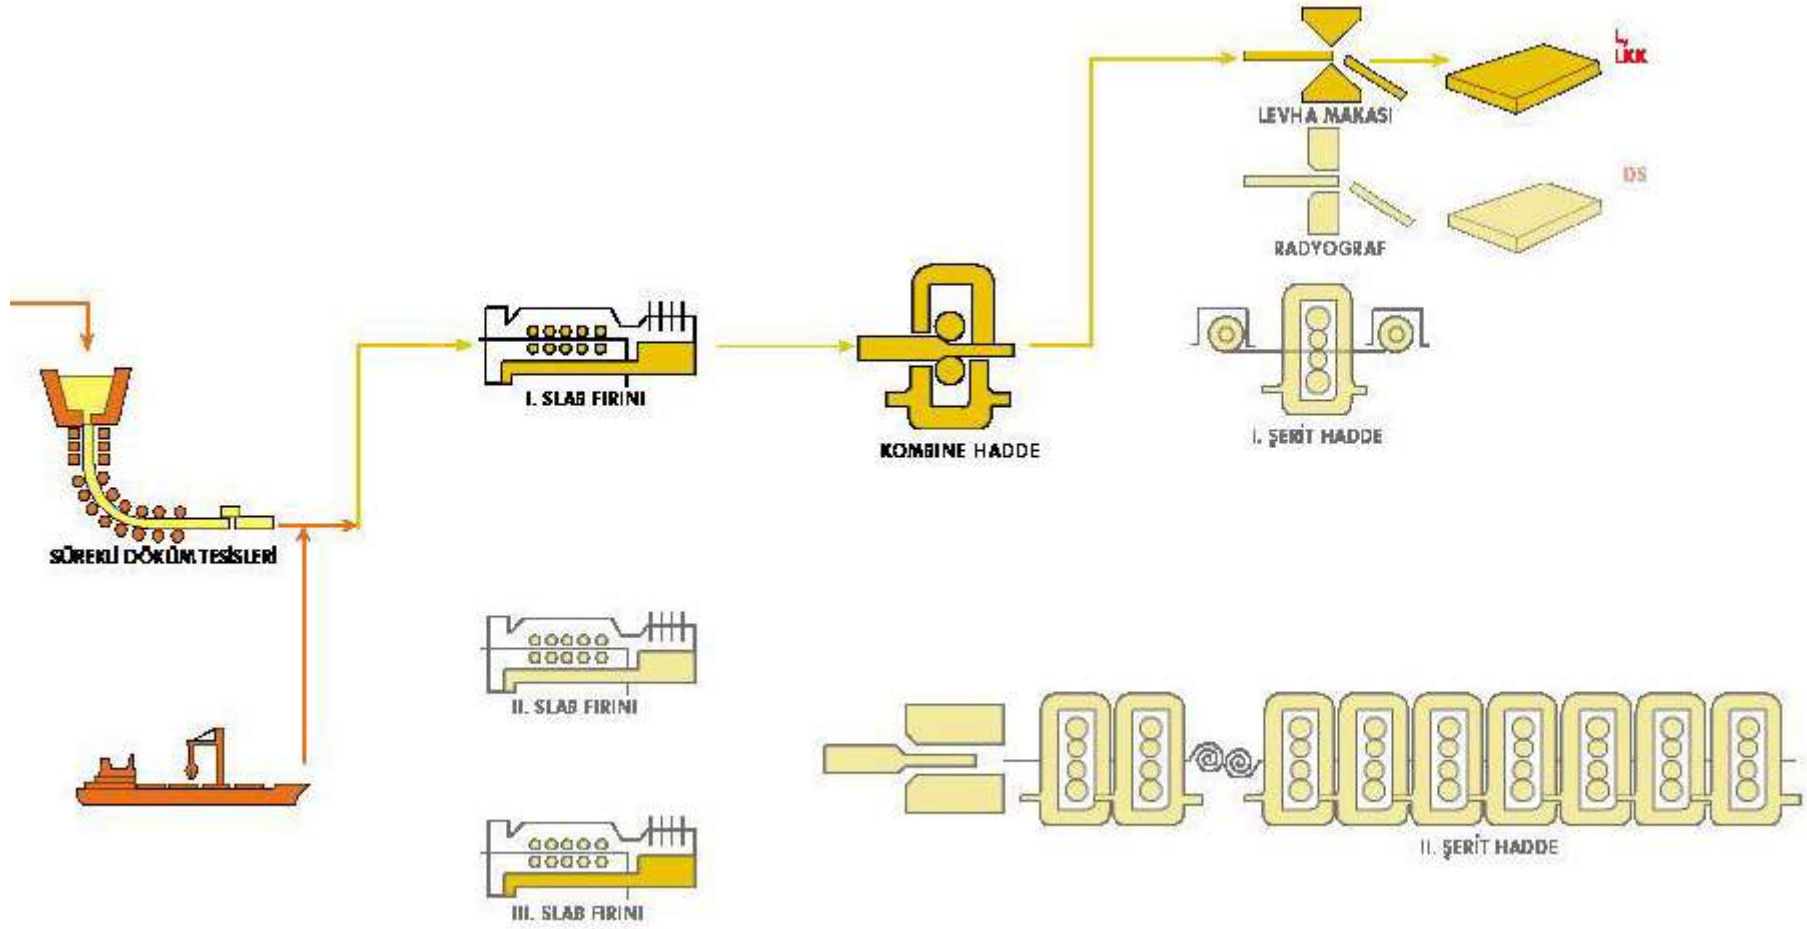 L,
LKK
LEVHA MAKASI
DS
RADYOGRAF
I. SLAB FIRINI
I. ŞERİT HADDE
KOMBINE HADDE
SÜREKLİ DÖKÜM TESİSLERİ
II. SLAB FIRINI
II. ŞERİT HADDE
III. SLAB FIRINI